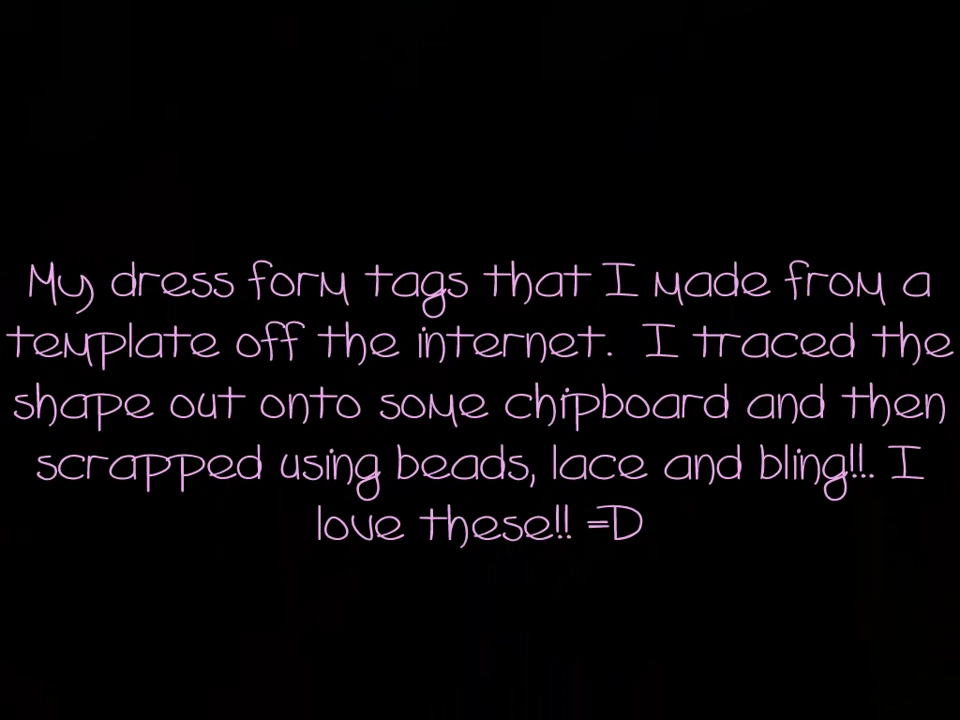 My dress form tags that I made from a
template off the internet.  I traced the
shape out onto some chipboard and then
scrapped using beads, lace and bling!!. I
love these!! =D